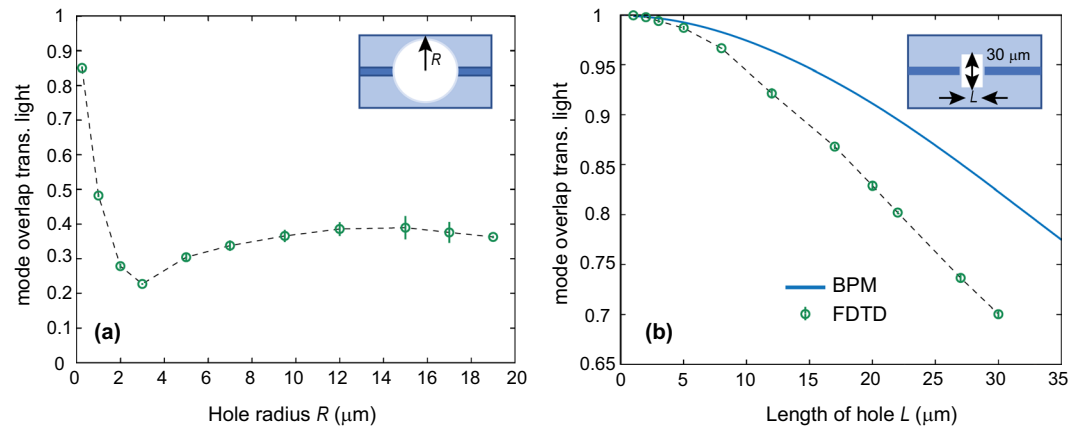 mode overlap trans. light
1
0.9
0.8
0.7
0.6
0.5
0.4
0.3
0.2
0.1
0
R
(a)
0 2 4 6 8 10 12 14 16 18 20
Hole radius R (μm)
mode overlap trans. light
1
0.95
0.9
0.85
0.8
0.75
0.7
0.65
30 μm
L
BPM
FDTD
(b)
0 5 10 15 20 25 30 35
Length of hole L (μm)